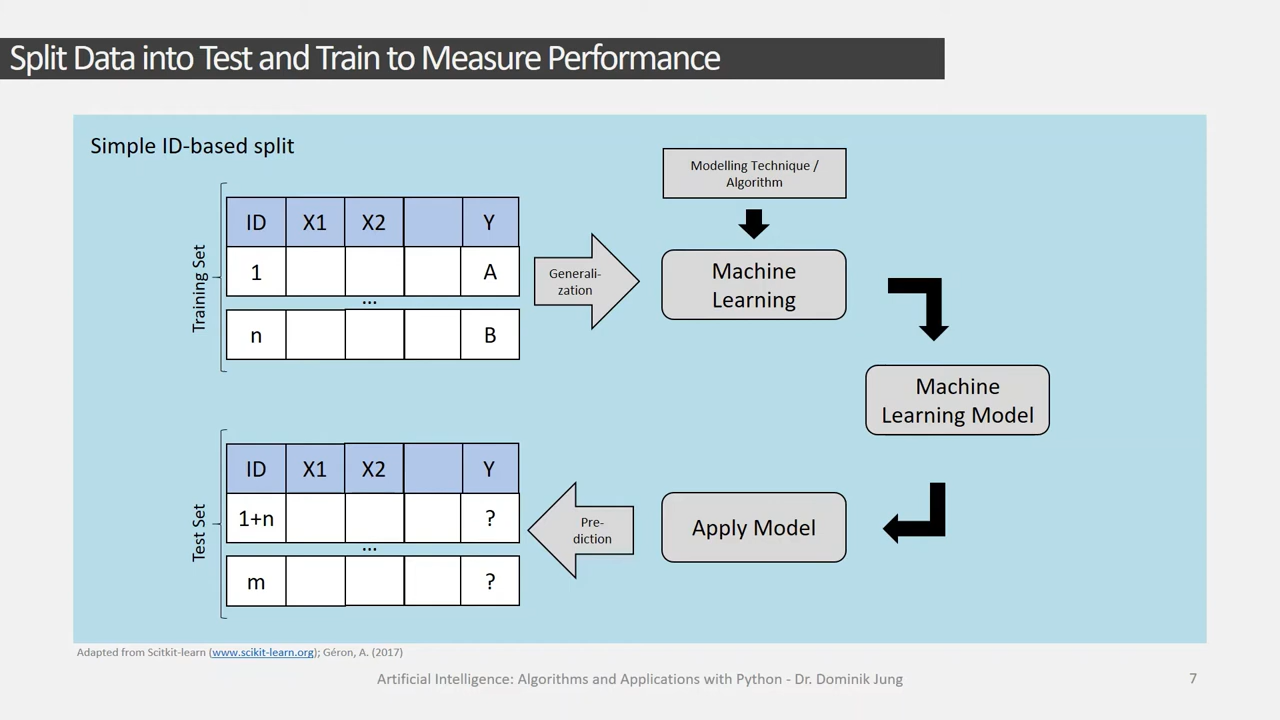 Split Data into Test and Train to Measure Performance
Simple ID-based split
Training Set
ID X1 X2 Y
1 A
...
n B
Generali-
zation
Modelling Technique /
Algorithm
Machine
Learning
Machine
Learning Model
Test Set
ID X1 X2 Y
1+n ?
...
m ?
Pre-
diction
Apply Model
Adapted from Scitkit-learn (www.scikit-learn.org); Géron, A. (2017)
Artificial Intelligence: Algorithms and Applications with Python - Dr. Dominik Jung
7